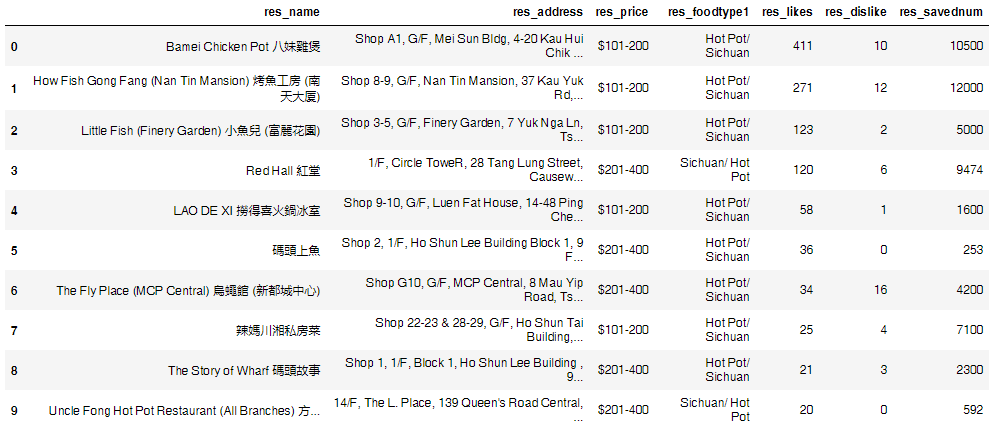 res_name res_address res_price res_foodtype1 res_likes res_dislike res_savednum
0 Bamei Chicken Pot 八妹雞煲 Shop A1, G/F, Mei Sun Bldg, 4-20 Kau Hui Chik ... $101-200 Hot Pot/ Sichuan 411 10 10500
1 How Fish Gong Fang (Nan Tin Mansion) 烤魚工房 (南天大厦) Shop 8-9, G/F, Nan Tin Mansion, 37 Kau Yuk Rd,... $101-200 Hot Pot/ Sichuan 271 12 12000
2 Little Fish (Finery Garden) 小魚兒 (富麗花園) Shop 3-5, G/F, Finery Garden, 7 Yuk Nga Ln, Ts... $101-200 Hot Pot/ Sichuan 123 2 5000
3 Red Hall 紅堂 1/F, Circle ToweR, 28 Tang Lung Street, Causew... $201-400 Sichuan/ Hot Pot 120 6 9474
4 LAO DE XI 撈得喜火鍋冰室 Shop 9-10, G/F, Luen Fat House, 14-48 Ping Che... $101-200 Hot Pot/ Sichuan 58 1 1600
5 碼頭上魚 Shop 2, 1/F, Ho Shun Lee Building Block 1, 9 F... $201-400 Hot Pot/ Sichuan 36 0 253
6 The Fly Place (MCP Central) 烏蠅館 (新都城中心) Shop G10, G/F, MCP Central, 8 Mau Yip Road, Ts... $201-400 Hot Pot/ Sichuan 34 16 4200
7 辣媽川湘私房菜 Shop 22-23 & 28-29, G/F, Ho Shun Tai Building,... $101-200 Hot Pot/ Sichuan 25 4 7100
8 The Story of Wharf 碼頭故事 Shop 1, 1/F, Block 1, Ho Shun Lee Building , 9... $201-400 Hot Pot/ Sichuan 21 3 2300
9 Uncle Fong Hot Pot Restaurant (All Branches) 方... 14/F, The L. Place, 139 Queen's Road Central, ... $201-400 Sichuan/ Hot Pot 20 0 592